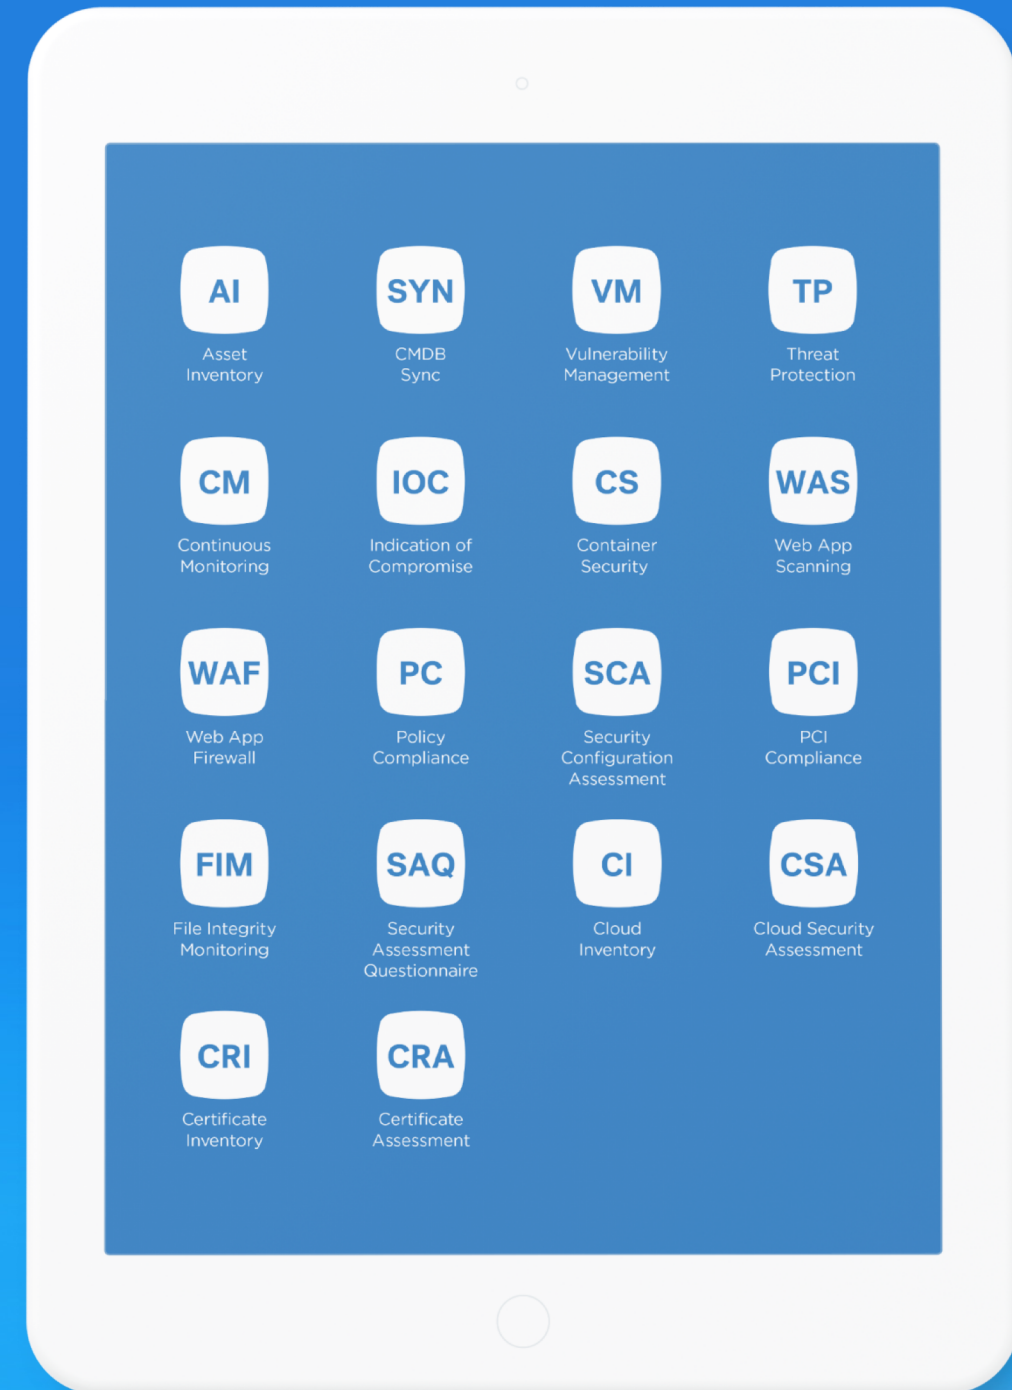 AI
Asset
Inventory
SYN
CMDB
Sync
VM
Vulnerability
Management
TP
Threat
Protection
CM
Continuous
Monitoring
IOC
Indication of
Compromise
CS
Container
Security
WAS
Web App
Scanning
WAF
Web App
Firewall
PC
Policy
Compliance
SCA
Security
Configuration
Assessment
PCI
PCI
Compliance
FIM
File Integrity
Monitoring
SAQ
Security
Assessment
Questionnaire
CI
Cloud
Inventory
CSA
Cloud Security
Assessment
CRI
Certificate
Inventory
CRA
Certificate
Assessment